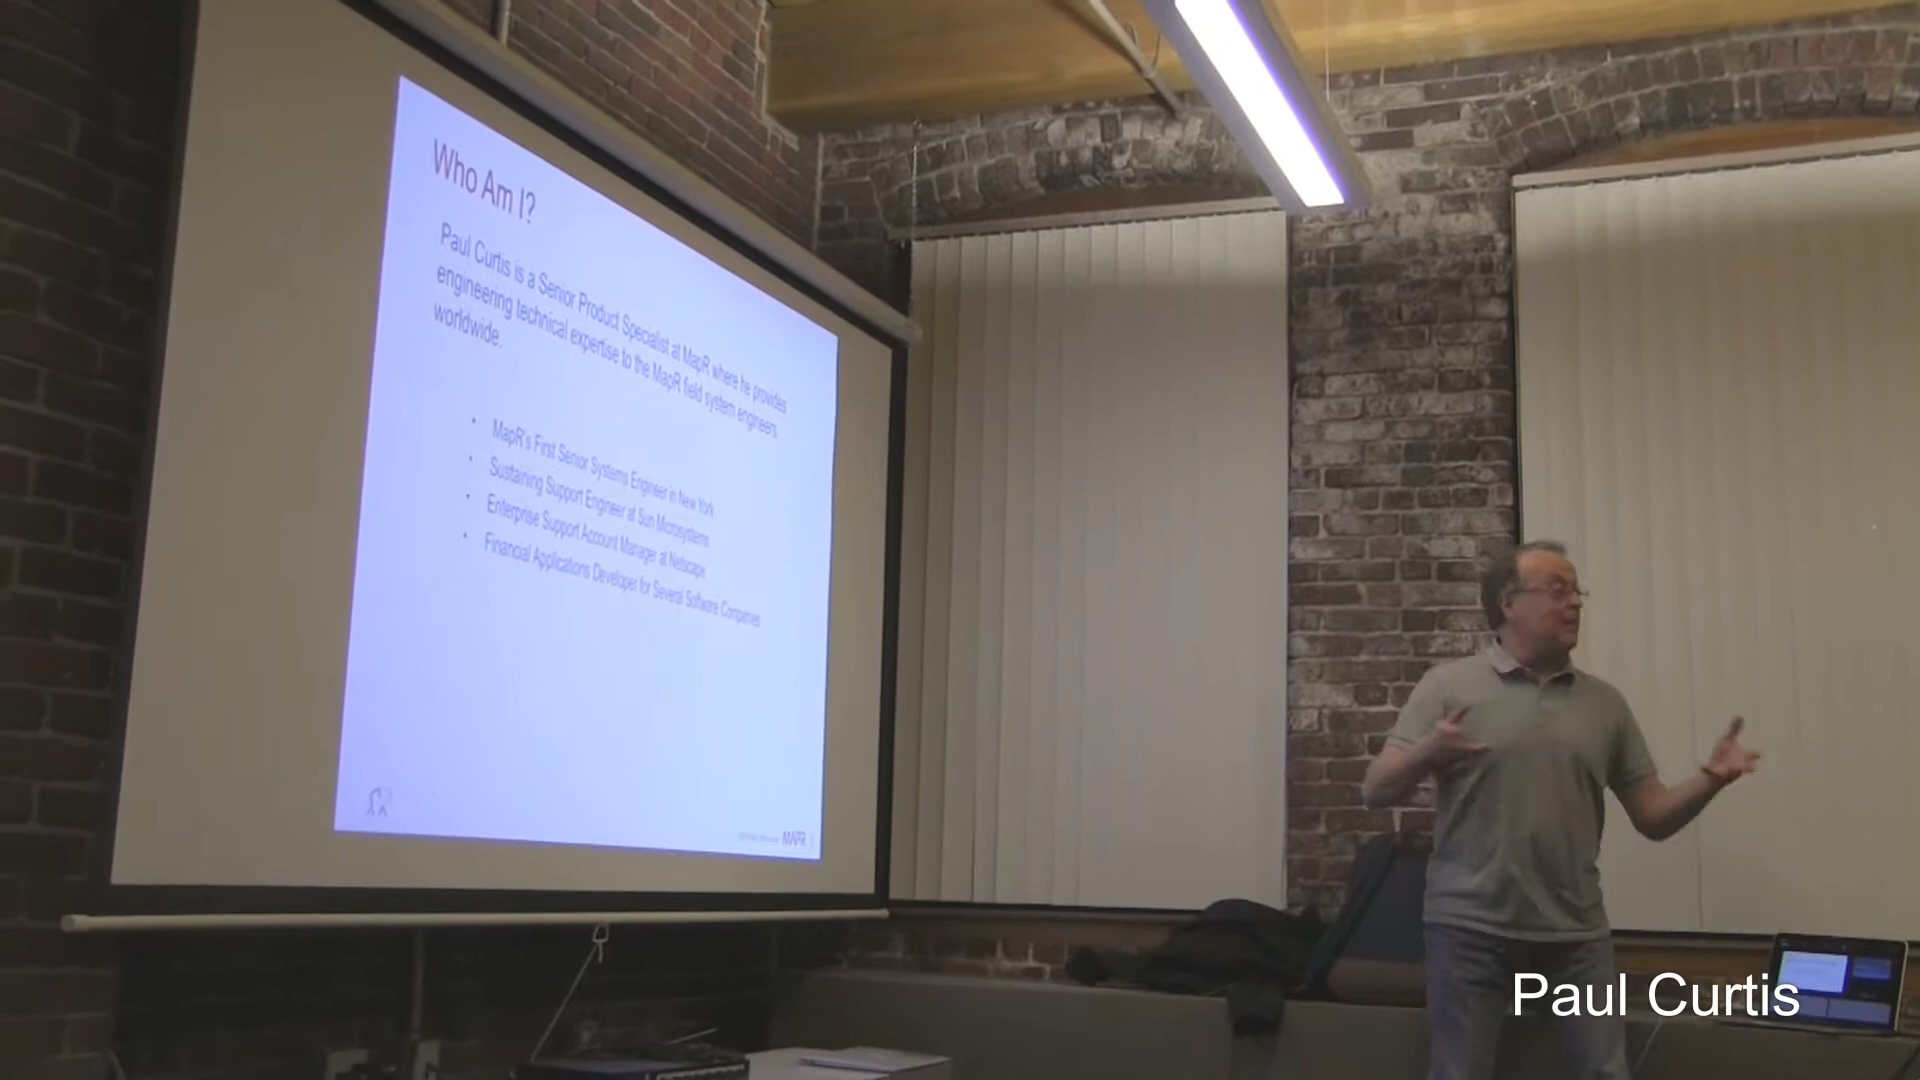 Who Am I?
Paul Curtis is a Senior Product Specialist at MapR where he provides
engineering technical expertise to the MapR field system engineers
worldwide.
• MapR's First Senior Systems Engineer in New York
• Sustaining Support Engineer at Sun Microsystems
• Enterprise Support Account Manager at Netscape
• Financial Applications Developer for Several Software Companies
MAPR
Paul Curtis